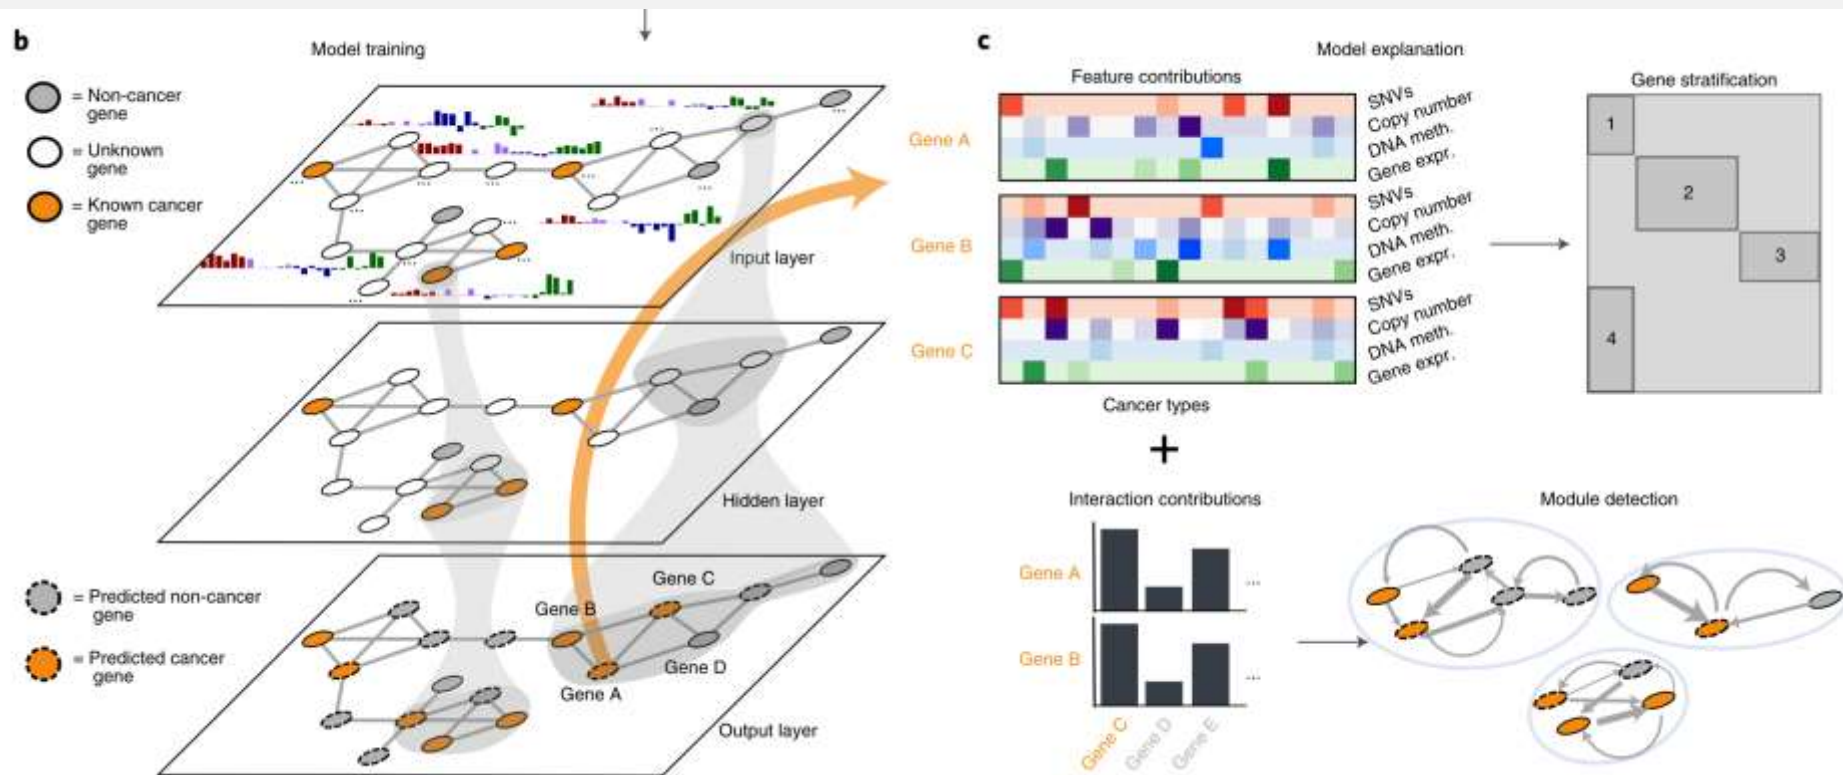 b
Model training
= Non-cancer
gene
= Unknown
gene
= Known cancer
gene
...
...
...
...
...
...
...
...
...
...
...
...
Input layer
Hidden layer
= Predicted non-cancer
gene
= Predicted cancer
gene
Gene C
Gene B
Gene D
Gene A
Output layer
c
Model explanation
Feature contributions
Gene A
SNVs
Copy number
DNA meth.
Gene expr.
Gene B
SNVs
Copy number
DNA meth.
Gene expr.
Gene C
SNVs
Copy number
DNA meth.
Gene expr.
Cancer types
Gene stratification
1
2
3
4
+
Interaction contributions
Gene A
...
Gene B
...
Gene C
Gene D
Gene E
Module detection